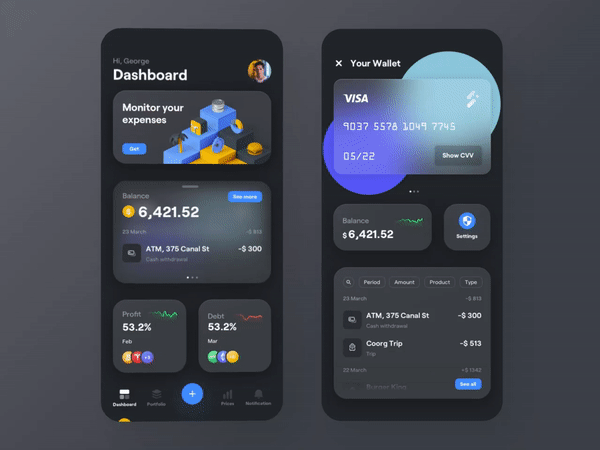 Hi, George
Dashboard
Monitor your
expenses
Get
Balance
See more
$ 6,421.52
23 March
-$ 813
ATM, 375 Canal St
-$ 300
Cash withdrawal
Profit
53.2%
Feb
+3
Debt
53.2%
Mar
Dashboard
Portfolio
+
Prices
Notification
× Your Wallet
VISA
9037 5578 1049 7745
05/22
Show CVV
Balance
$ 6,421.52
Settings
Period
Amount
Product
Type
23 March
-$ 813
ATM, 375 Canal St
-$ 300
Cash withdrawal
Coorg Trip
-$ 513
Trip
22 March
-$ 1342
Burger King
See all